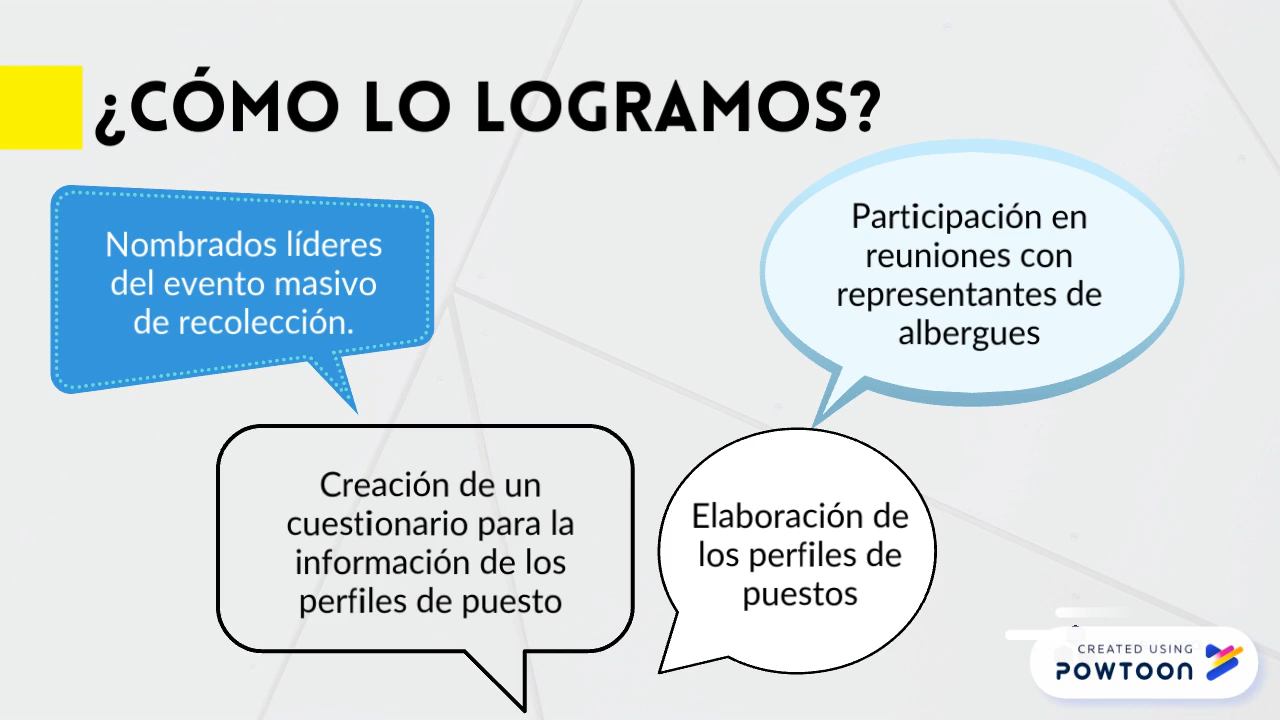 ¿CÓMO LO LOGRAMOS?
Nombrados líderes
del evento masivo
de recolección.
Participación en
reuniones con
representantes de
albergues
Creación de un
cuestionario para la
información de los
perfiles de puesto
Elaboración de
los perfiles de
puestos
CREATED USING
POWTOON